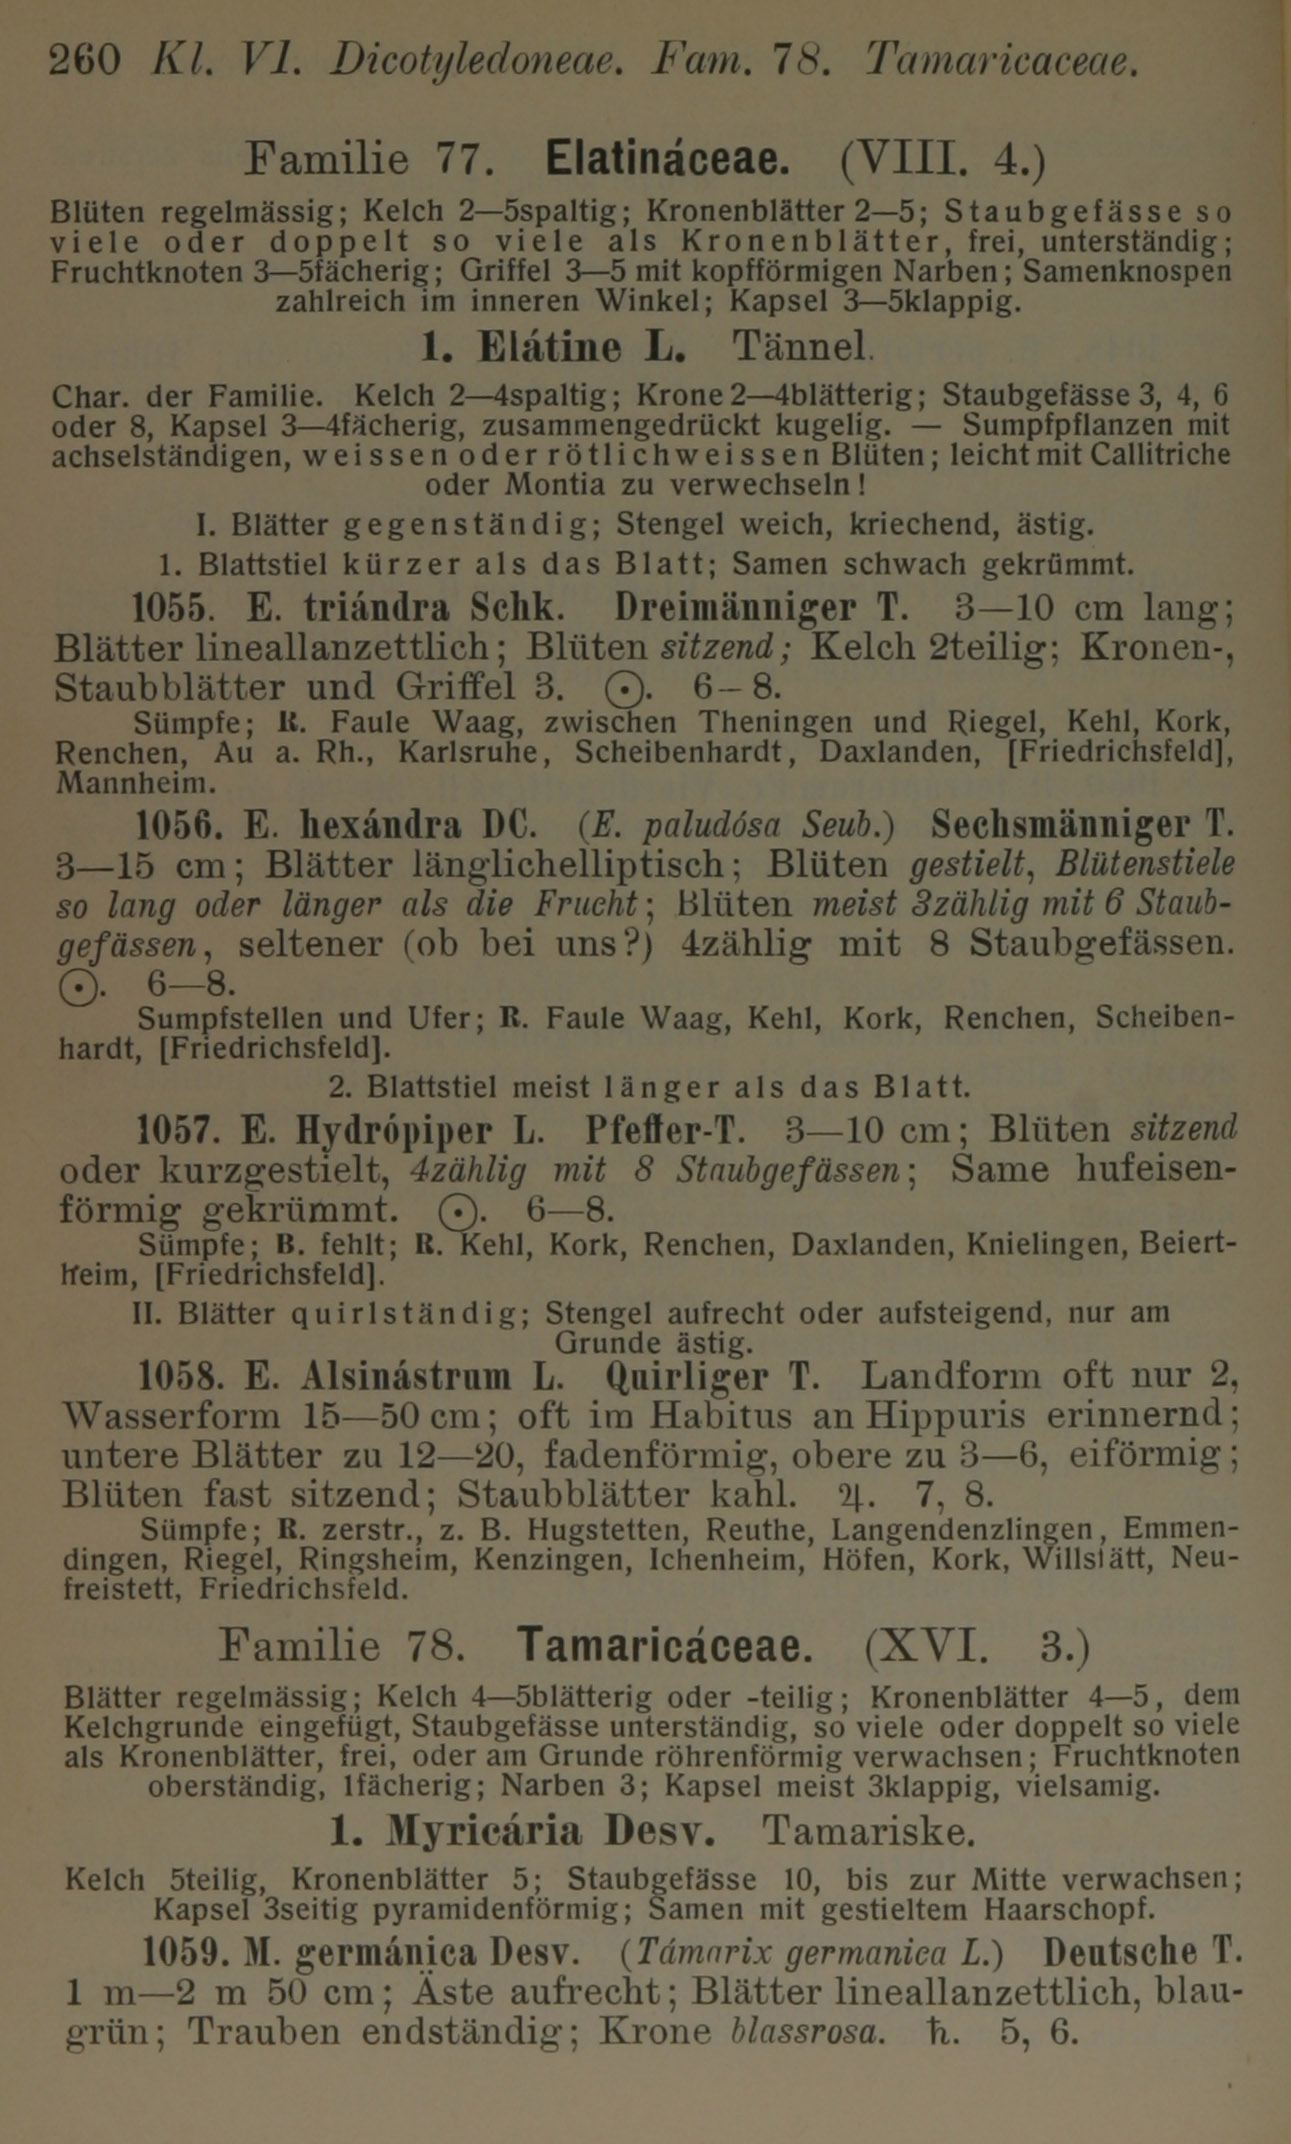 260 Kl. VI. Dicotyledoneae. Fam. 78. Tamaricaceae.
Familie 77. Elatináceae. (VIII. 4.)
Blüten regelmässig; Kelch 2—5spaltig; Kronenblätter 2—5; Staubgefässe so
viele oder doppelt so viele als Kronenblätter, frei, unterständig;
Fruchtknoten 3—5fächerig; Griffel 3—5 mit kopfförmigen Narben; Samenknospen
zahlreich im inneren Winkel; Kapsel 3—5klappig.
1. Elátine L. Tännel.
Char. der Familie. Kelch 2—4spaltig; Krone 2—4blätterig; Staubgefässe 3, 4, 6
oder 8, Kapsel 3—4fächerig, zusammengedrückt kugelig. — Sumpfpflanzen mit
achselständigen, weissen oder rötlichweissen Blüten; leicht mit Callitriche
oder Montia zu verwechseln!
I. Blätter gegenständig; Stengel weich, kriechend, ästig.
1. Blattstiel kürzer als das Blatt; Samen schwach gekrümmt.
1055. E. triándra Schk. Dreimänniger T. 3—10 cm lang;
Blätter lineallanzettlich; Blüten sitzend; Kelch 2teilig; Kronen-,
Staubblätter und Griffel 3. ⊙. 6–8.
Sümpfe; R. Faule Waag, zwischen Theningen und Riegel, Kehl, Kork,
Renchen, Au a. Rh., Karlsruhe, Scheibenhardt, Daxlanden, [Friedrichsfeld],
Mannheim.
1056. E. hexándra DC. (E. paludósa Seub.) Sechsmänniger T.
3—15 cm; Blätter länglichelliptisch; Blüten gestielt, Blütenstiele
so lang oder länger als die Frucht; Blüten meist 3zählig mit 6 Staub-
gefässen, seltener (ob bei uns?) 4zählig mit 8 Staubgefässen.
⊙. 6—8.
Sumpfstellen und Ufer; R. Faule Waag, Kehl, Kork, Renchen, Scheiben-
hardt, [Friedrichsfeld].
2. Blattstiel meist länger als das Blatt.
1057. E. Hydrópiper L. Pfeffer-T. 3—10 cm; Blüten sitzend
oder kurzgestielt, 4zählig mit 8 Staubgefässen; Same hufeisen-
förmig gekrümmt. ⊙. 6—8.
Sümpfe; B. fehlt; R. Kehl, Kork, Renchen, Daxlanden, Knielingen, Beiert-
heim, [Friedrichsfeld].
II. Blätter quirlständig; Stengel aufrecht oder aufsteigend, nur am
Grunde ästig.
1058. E. Alsinástrum L. Quirliger T. Landform oft nur 2,
Wasserform 15—50 cm; oft im Habitus an Hippuris erinnernd;
untere Blätter zu 12—20, fadenförmig, obere zu 3—6, eiförmig;
Blüten fast sitzend; Staubblätter kahl. ♃. 7, 8.
Sümpfe; R. zerstr., z. B. Hugstetten, Reuthe, Langendenzlingen, Emmen-
dingen, Riegel, Ringsheim, Kenzingen, Ichenheim, Höfen, Kork, Willstätt, Neu-
freistett, Friedrichsfeld.
Familie 78. Tamaricáceae. (XVI. 3.)
Blätter regelmässig; Kelch 4—5blätterig oder -teilig; Kronenblätter 4—5, dem
Kelchgrunde eingefügt, Staubgefässe unterständig, so viele oder doppelt so viele
als Kronenblätter, frei, oder am Grunde röhrenförmig verwachsen; Fruchtknoten
oberständig, 1fächerig; Narben 3; Kapsel meist 3klappig, vielsamig.
1. Myricária Desv. Tamariske.
Kelch 5teilig, Kronenblätter 5; Staubgefässe 10, bis zur Mitte verwachsen;
Kapsel 3seitig pyramidenförmig; Samen mit gestieltem Haarschopf.
1059. M. germánica Desv. (Támarix germanica L.) Deutsche T.
1 m—2 m 50 cm; Äste aufrecht; Blätter lineallanzettlich, blau-
grün; Trauben endständig; Krone blassrosa. ♄. 5, 6.